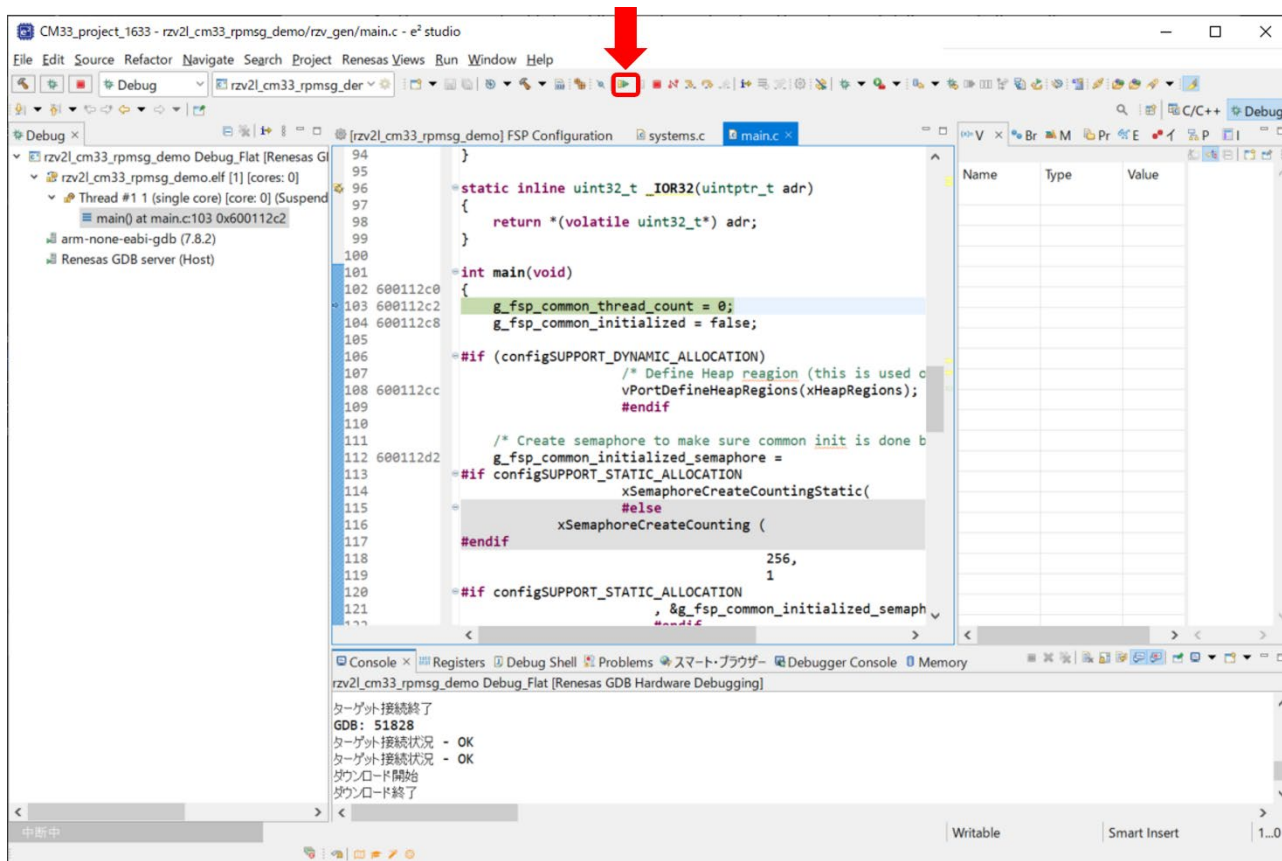 CM33_project_1633 - rzv2l_cm33_rpmsg_demo/rzv_gen/main.c - e² studio
File Edit Source Refactor Navigate Search Project Renesas Views Run Window Help
Debug rzv2l_cm33_rpmsg_der
C/C++ Debug
Debug
[rzv2l_cm33_rpmsg_demo] FSP Configuration systems.c main.c
V Br M Pr E P I
rzv2l_cm33_rpmsg_demo Debug_Flat [Renesas GI
rzv2l_cm33_rpmsg_demo.elf [1] [cores: 0]
Thread #1 1 (single core) [core: 0] (Suspend
main() at main.c:103 0x600112c2
arm-none-eabi-gdb (7.8.2)
Renesas GDB server (Host)
94 }
95
96 static inline uint32_t _IOR32(uintptr_t adr)
97 {
98 return *(volatile uint32_t*) adr;
99 }
100
101 int main(void)
102 600112c0 {
103 600112c2 g_fsp_common_thread_count = 0;
104 600112c8 g_fsp_common_initialized = false;
105
106 #if (configSUPPORT_DYNAMIC_ALLOCATION)
107 /* Define Heap reagion (this is used o
108 600112cc vPortDefineHeapRegions(xHeapRegions);
109 #endif
110
111 /* Create semaphore to make sure common init is done b
112 600112d2 g_fsp_common_initialized_semaphore =
113 #if configSUPPORT_STATIC_ALLOCATION
114 xSemaphoreCreateCountingStatic(
115 #else
116 xSemaphoreCreateCounting (
117 #endif
118 256,
119 1
120 #if configSUPPORT_STATIC_ALLOCATION
121 , &g_fsp_common_initialized_semaph
Name Type Value
Console Registers Debug Shell Problems スマート・ブラウザー Debugger Console Memory
rzv2l_cm33_rpmsg_demo Debug_Flat [Renesas GDB Hardware Debugging]
ターゲット接続終了
GDB: 51828
ターゲット接続状況 - OK
ターゲット接続状況 - OK
ダウンロード開始
ダウンロード終了
中断中
Writable Smart Insert 1...0